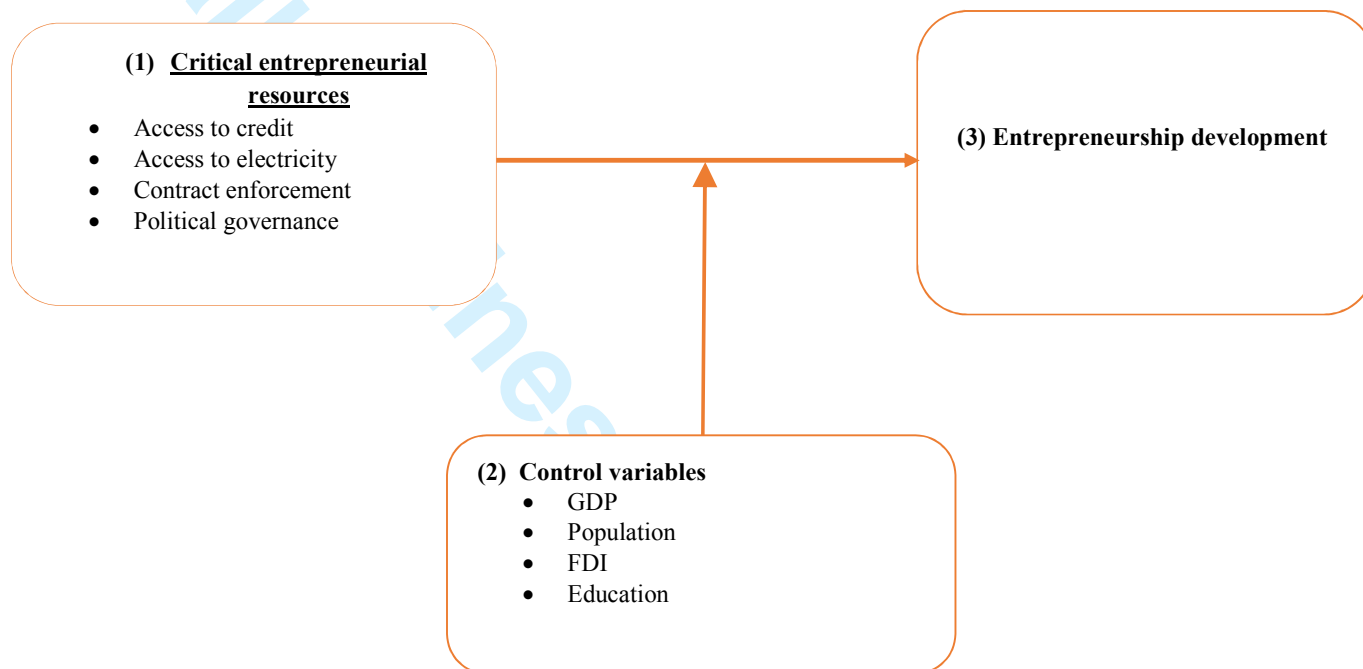 (1) Critical entrepreneurial
resources
• Access to credit
• Access to electricity
• Contract enforcement
• Political governance
(3) Entrepreneurship development
(2) Control variables
• GDP
• Population
• FDI
• Education